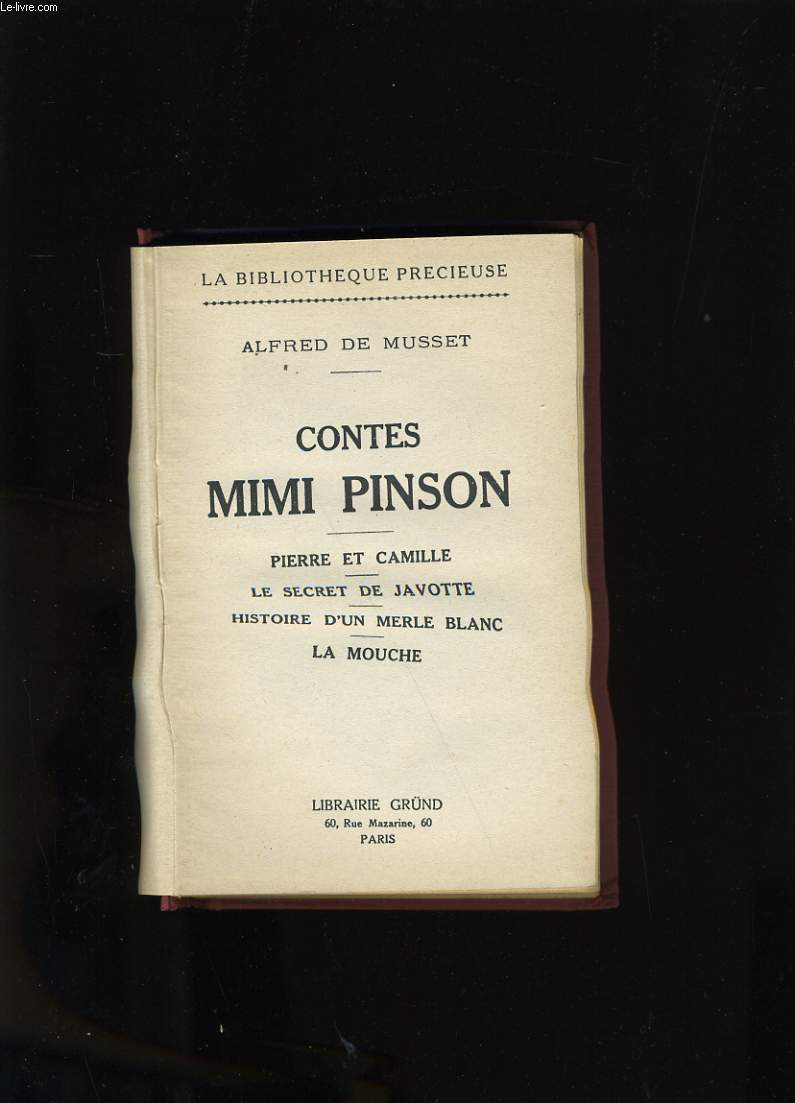 Le-livre.com
LA BIBLIOTHEQUE PRECIEUSE
ALFRED DE MUSSET
CONTES
MIMI PINSON
PIERRE ET CAMILLE
LE SECRET DE JAVOTTE
HISTOIRE D'UN MERLE BLANC
LA MOUCHE
LIBRAIRIE GRÜND
60, Rue Mazarine, 60
PARIS